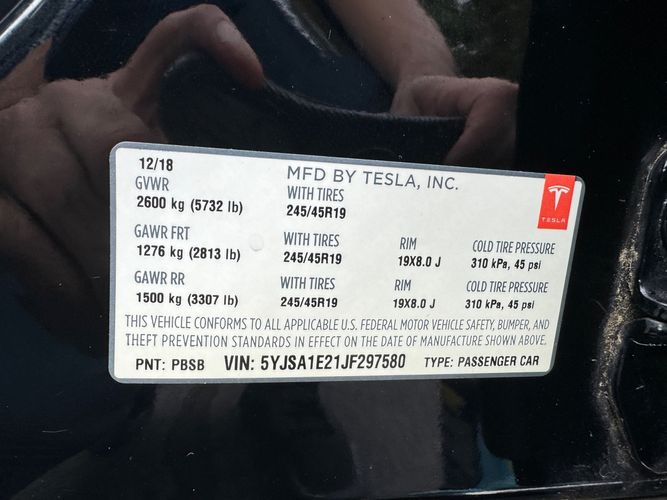 12/18 MFD BY TESLA, INC.
GVWR WITH TIRES
2600 kg (5732 lb) 245/45R19
TESLA
GAWR FRT WITH TIRES RIM COLD TIRE PRESSURE
1276 kg (2813 lb) 245/45R19 19X8.0 J 310 kPa, 45 psi
GAWR RR WITH TIRES RIM COLD TIRE PRESSURE
1500 kg (3307 lb) 245/45R19 19X8.0 J 310 kPa, 45 psi
THIS VEHICLE CONFORMS TO ALL APPLICABLE U.S. FEDERAL MOTOR VEHICLE SAFETY, BUMPER, AND
THEFT PREVENTION STANDARDS IN EFFECT ON THE DATE OF MANUFACTURE SHOWN ABOVE.
PNT: PBSB VIN: 5YJSA1E21JF297580 TYPE: PASSENGER CAR